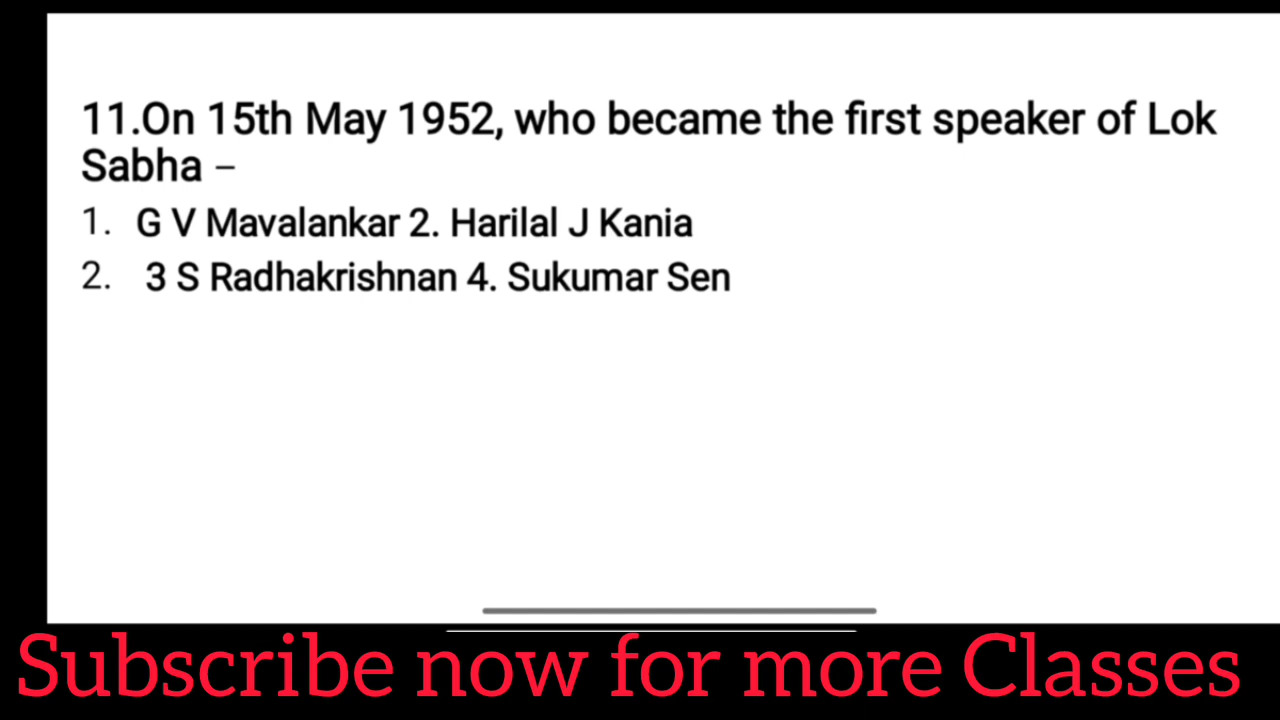 11.On 15th May 1952, who became the first speaker of Lok
Sabha –
1. G V Mavalankar 2. Harilal J Kania
2. 3 S Radhakrishnan 4. Sukumar Sen
Subscribe now for more Classes